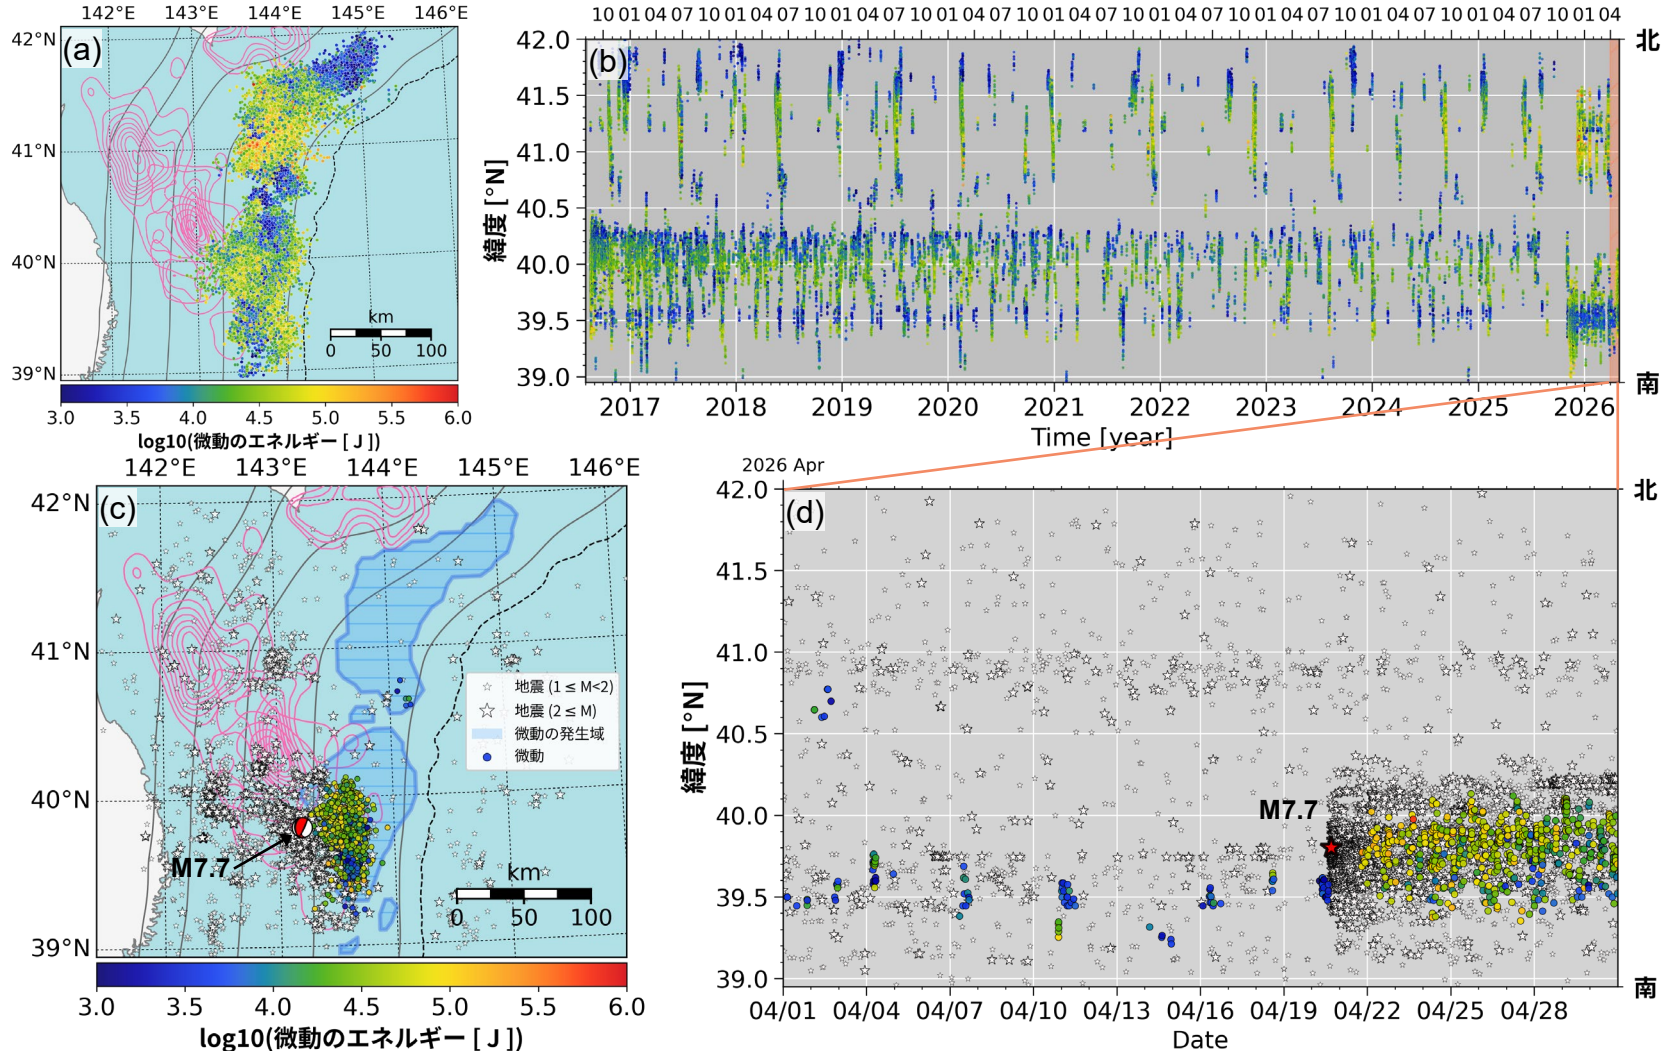 142°E 143°E 144°E 145°E 146°E
(a)
42°N
41°N
40°N
39°N
km
0 50 100
3.0 3.5 4.0 4.5 5.0 5.5 6.0
log10(微動のエネルギー [ J ])
10 01 04 07 10 01 04 07 10 01 04 07 10 01 04 07 10 01 04 07 10 01 04 07 10 01 04 07 10 01 04 07 10 01 04 07 10 01 04
(b)
北
42.0
41.5
41.0
40.5
40.0
39.5
39.0
緯度 [°N]
南
2017 2018 2019 2020 2021 2022 2023 2024 2025 2026
Time [year]
142°E 143°E 144°E 145°E 146°E
(c)
42°N
41°N
40°N
39°N
地震 (1 ≤ M<2)
地震 (2 ≤ M)
微動の発生域
微動
M7.7
km
0 50 100
3.0 3.5 4.0 4.5 5.0 5.5 6.0
log10(微動のエネルギー [ J ])
2026 Apr
(d)
北
42.0
41.5
41.0
40.5
40.0
39.5
39.0
緯度 [°N]
M7.7
南
04/01 04/04 04/07 04/10 04/13 04/16 04/19 04/22 04/25 04/28
Date